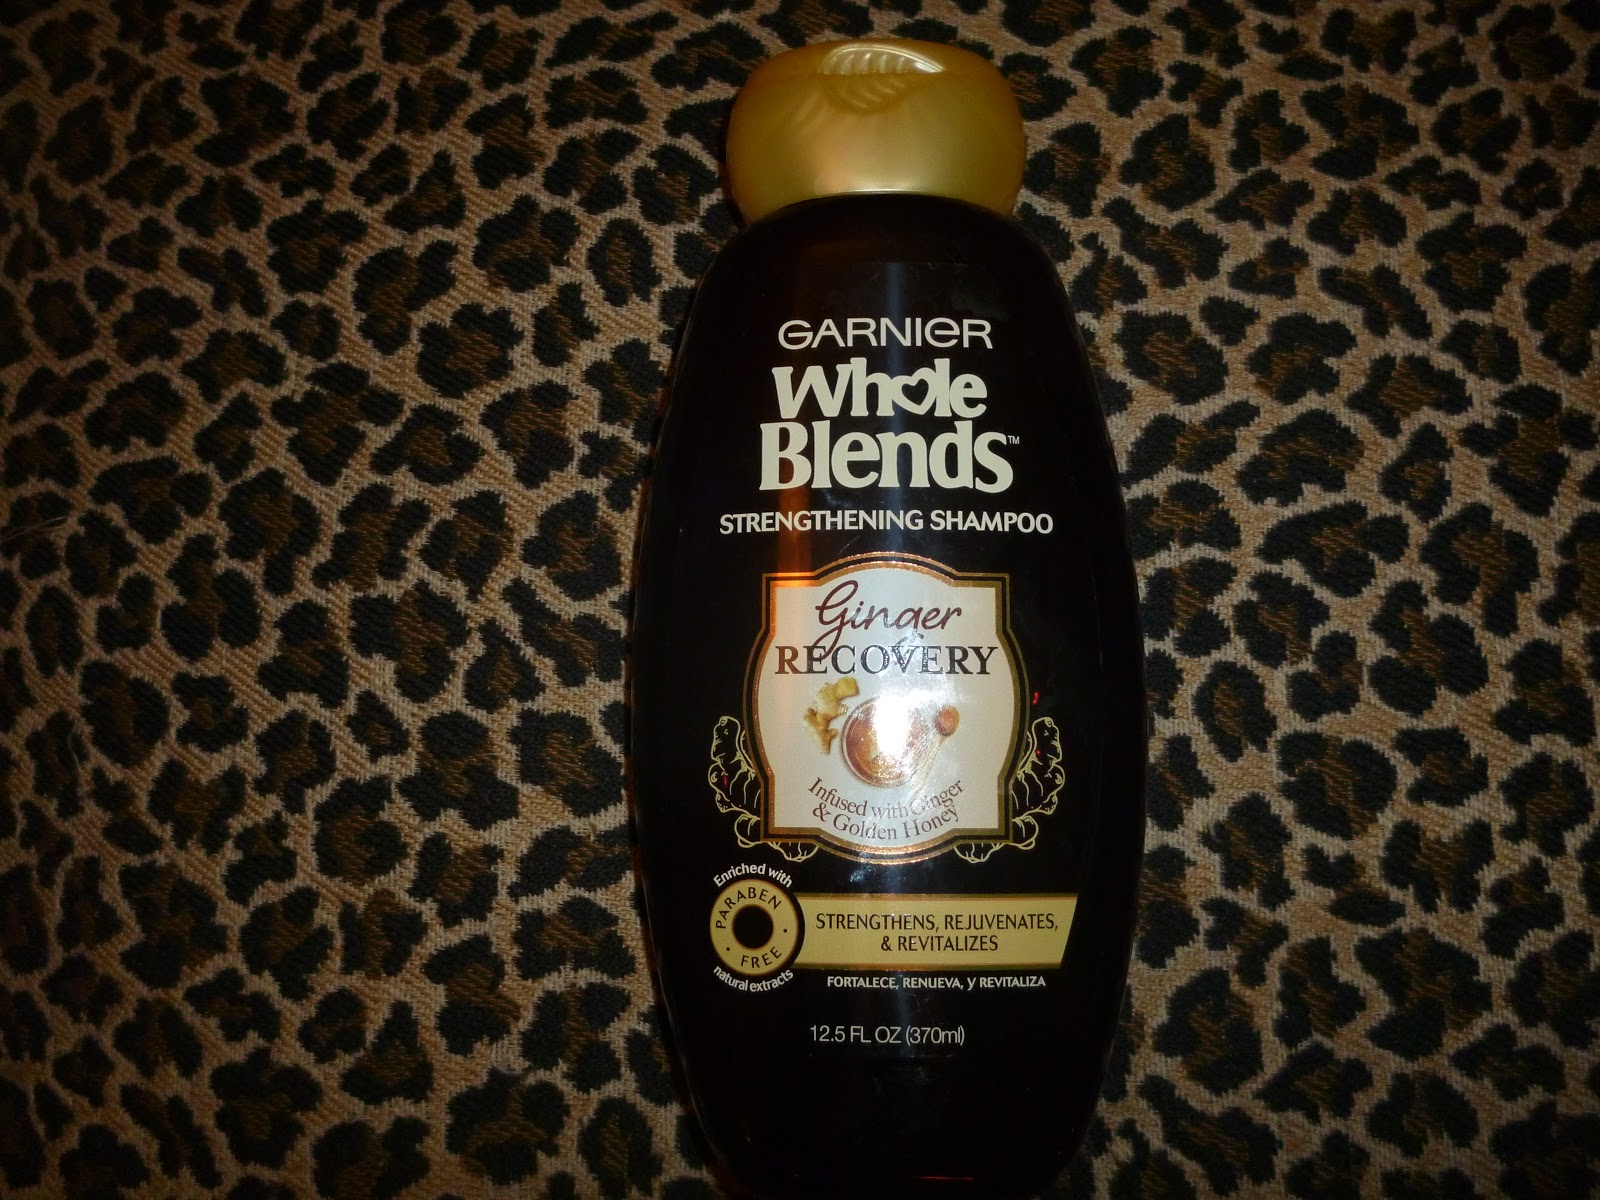 GARNIER
Whole
Blends™
STRENGTHENING SHAMPOO
Ginger
RECOVERY
Infused with Ginger
& Golden Honey
Enriched with
PARABEN
FREE
natural extracts
STRENGTHENS, REJUVENATES,
& REVITALIZES
FORTALECE, RENUEVA, y REVITALIZA
12.5 FL OZ (370ml)